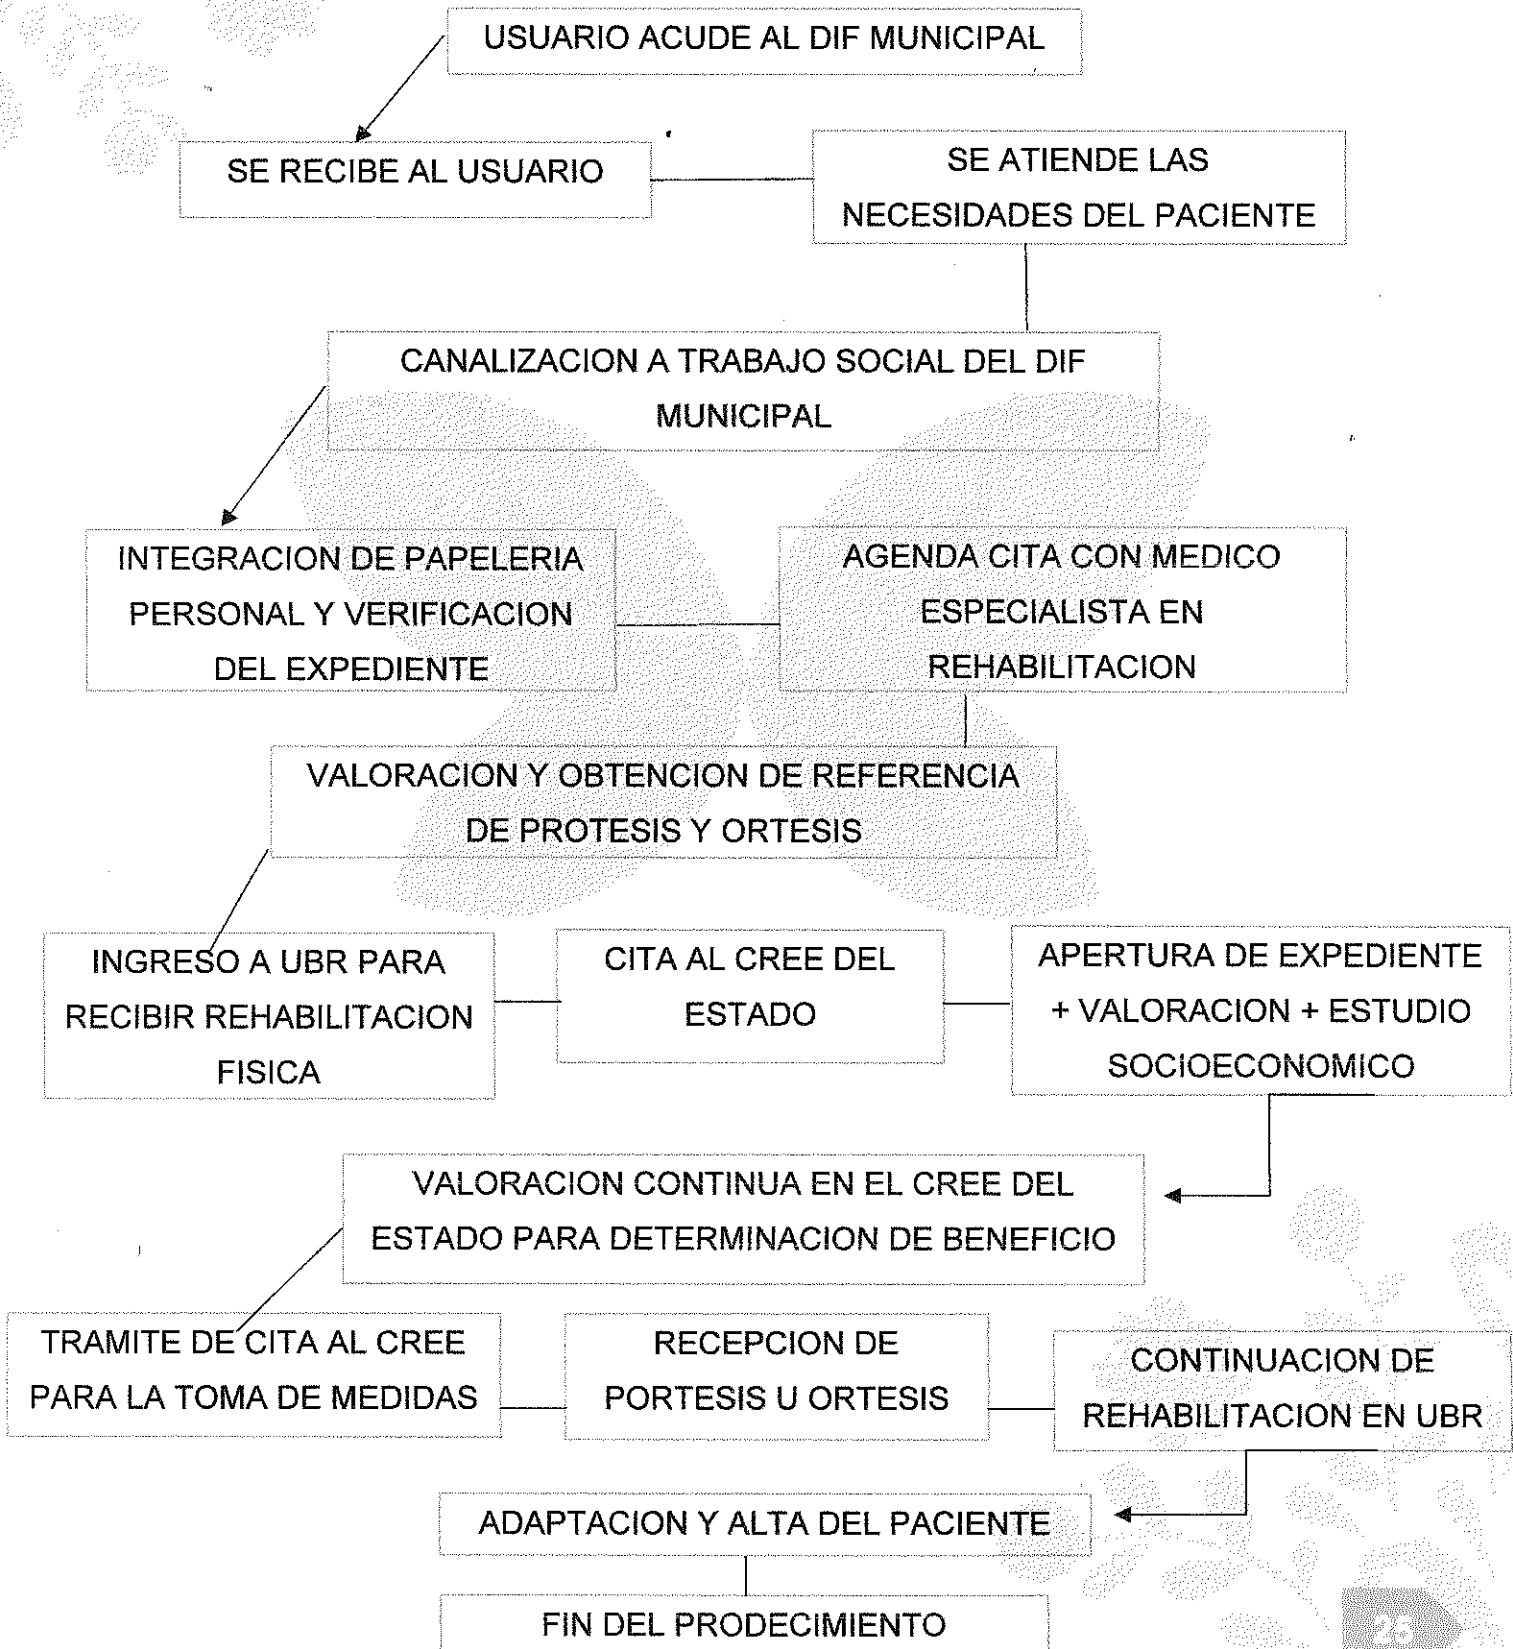 USUARIO ACUDE AL DIF MUNICIPAL
SE RECIBE AL USUARIO
SE ATIENDE LAS
NECESIDADES DEL PACIENTE
CANALIZACION A TRABAJO SOCIAL DEL DIF
MUNICIPAL
INTEGRACION DE PAPELERIA
PERSONAL Y VERIFICACION
DEL EXPEDIENTE
AGENDA CITA CON MEDICO
ESPECIALISTA EN
REHABILITACION
VALORACION Y OBTENCION DE REFERENCIA
DE PROTESIS Y ORTESIS
INGRESO A UBR PARA
RECIBIR REHABILITACION
FISICA
CITA AL CREE DEL
ESTADO
APERTURA DE EXPEDIENTE
+ VALORACION + ESTUDIO
SOCIOECONOMICO
VALORACION CONTINUA EN EL CREE DEL
ESTADO PARA DETERMINACION DE BENEFICIO
TRAMITE DE CITA AL CREE
PARA LA TOMA DE MEDIDAS
RECEPCION DE
PORTESIS U ORTESIS
CONTINUACION DE
REHABILITACION EN UBR
ADAPTACION Y ALTA DEL PACIENTE
FIN DEL PRODECIMIENTO
25